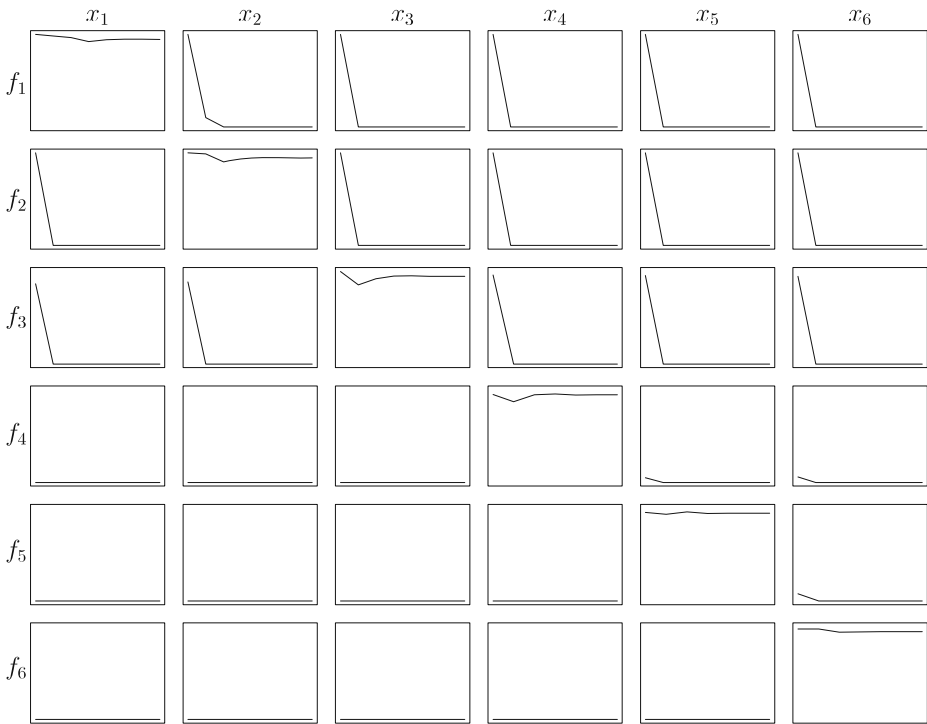 x₁ x₂ x₃ x₄ x₅ x₆
f₁
f₂
f₃
f₄
f₅
f₆